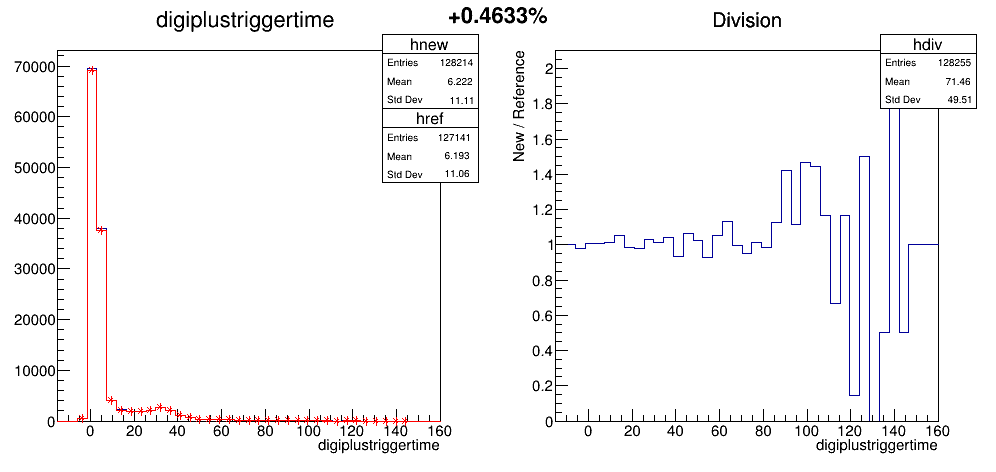 digiplustriggertime
+0.4633%
Division
hnew
Entries 128214
Mean 6.222
Std Dev 11.11
href
Entries 127141
Mean 6.193
Std Dev 11.06
70000
60000
50000
40000
30000
20000
10000
0
0 20 40 60 80 100 120 140 160
digiplustriggertime
hdiv
Entries 128255
Mean 71.46
Std Dev 49.51
New / Reference
2
1.8
1.6
1.4
1.2
1
0.8
0.6
0.4
0.2
0
0 20 40 60 80 100 120 140 160
digiplustriggertime